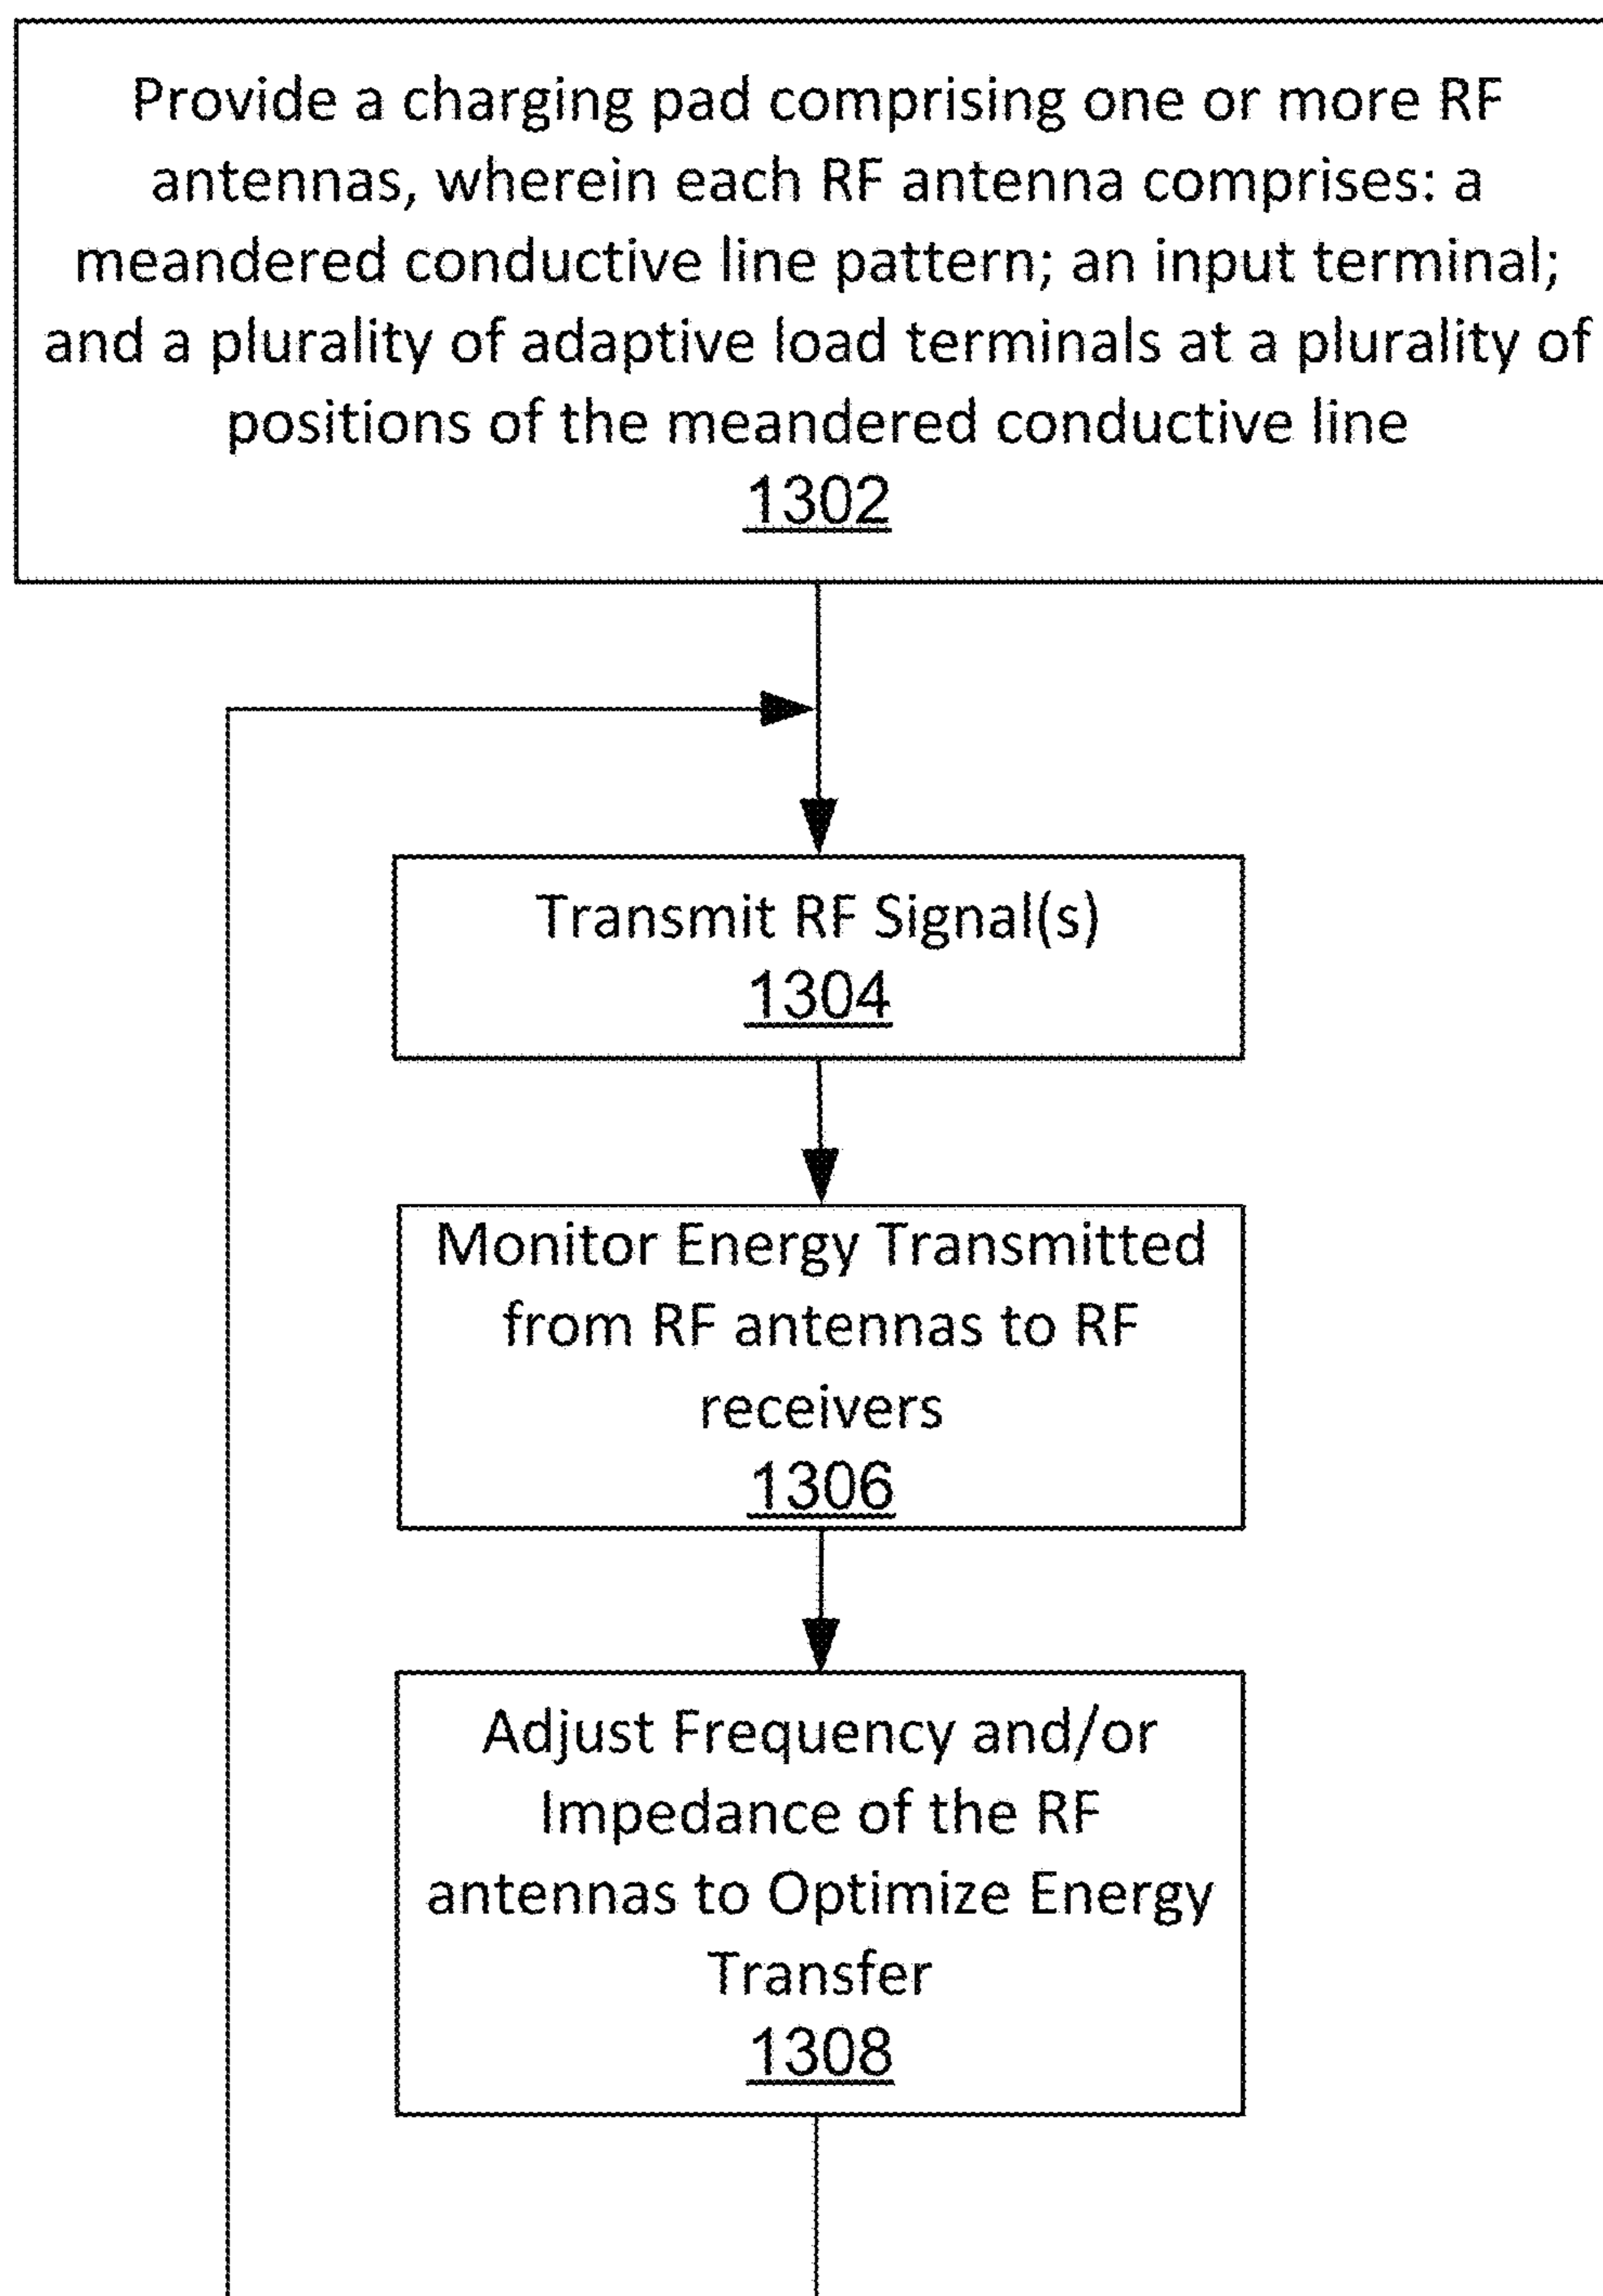 Provide a charging pad comprising one or more RF
antennas, wherein each RF antenna comprises: a
meandered conductive line pattern; an input terminal;
and a plurality of adaptive load terminals at a plurality of
positions of the meandered conductive line
1302
Transmit RF Signal(s)
1304
Monitor Energy Transmitted
from RF antennas to RF
receivers
1306
Adjust Frequency and/or
Impedance of the RF
antennas to Optimize Energy
Transfer
1308